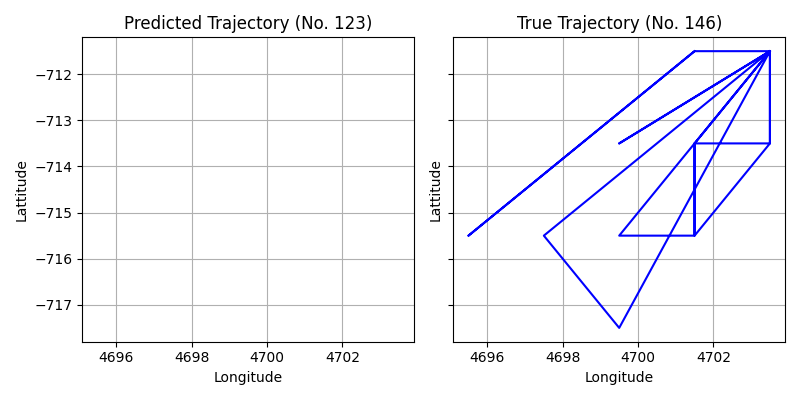 Predicted Trajectory (No. 123)
True Trajectory (No. 146)
−712
−713
−714
−715
−716
−717
Lattitude
Lattitude
4696 4698 4700 4702
4696 4698 4700 4702
Longitude
Longitude